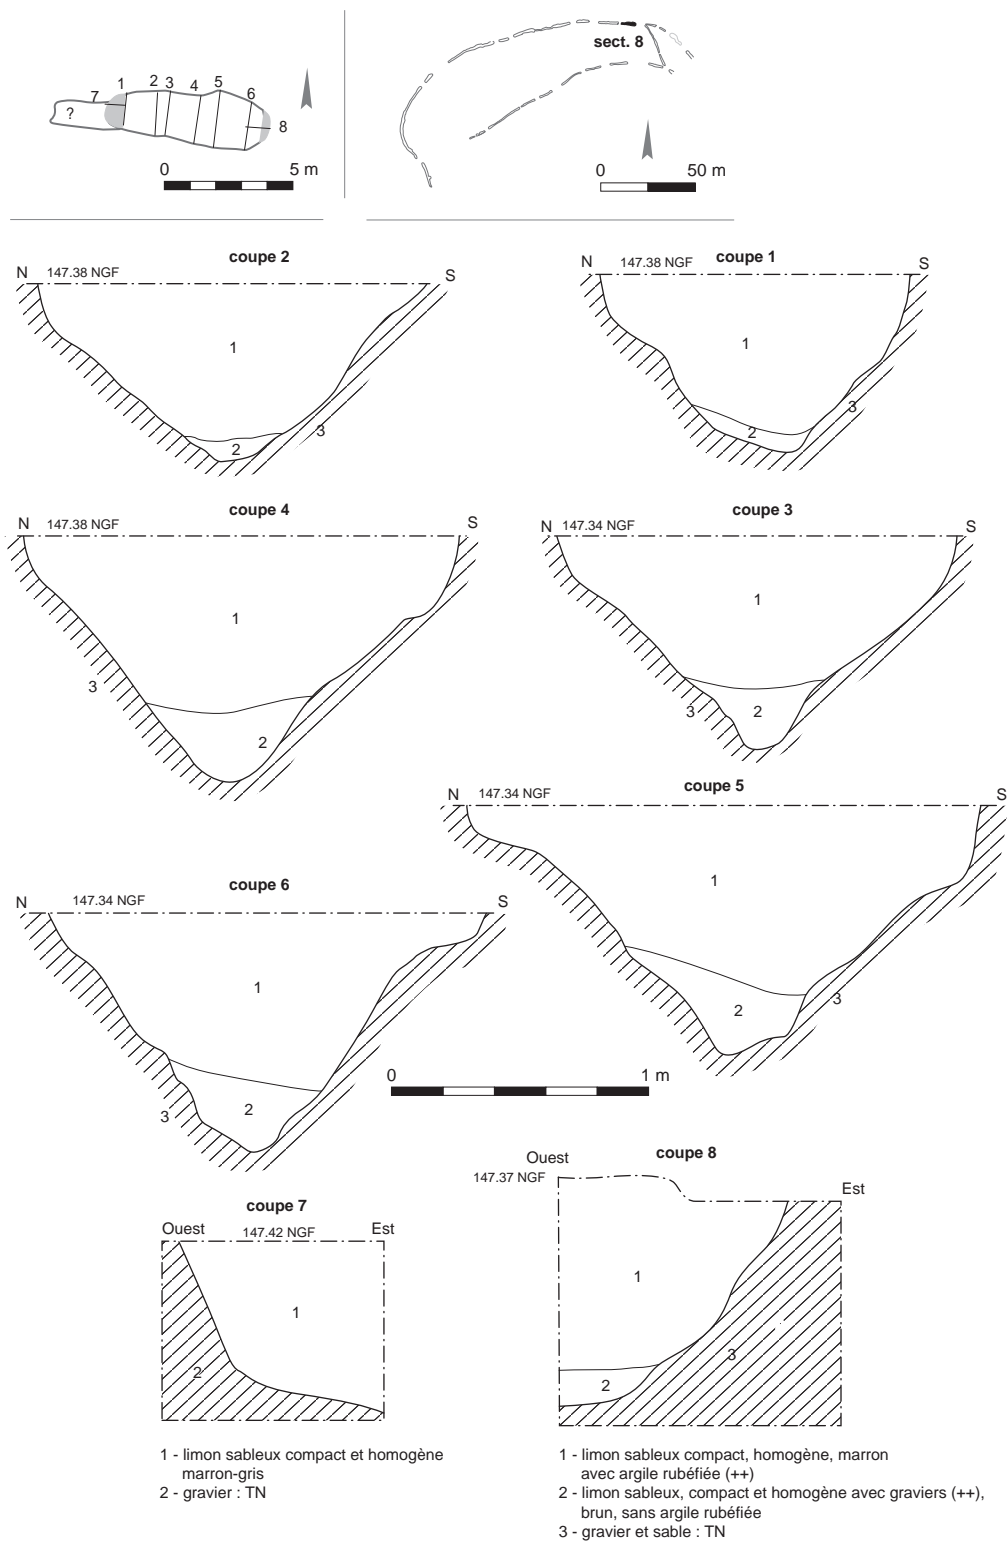 1 2 3 4 5 6
7
?
8
0 5 m
sect. 8
0 50 m
coupe 2
N 147.38 NGF S
1
2
3
coupe 1
N 147.38 NGF S
1
2
3
coupe 4
N 147.38 NGF S
1
3
2
coupe 3
N 147.34 NGF S
1
3 2
coupe 5
N 147.34 NGF S
1
2
3
coupe 6
N 147.34 NGF S
1
2
3
0 1 m
coupe 7
Ouest 147.42 NGF Est
1
2
1 - limon sableux compact et homogène
marron-gris
2 - gravier : TN
coupe 8
Ouest
147.37 NGF
Est
1
3
2
1 - limon sableux compact, homogène, marron
avec argile rubéfiée (++)
2 - limon sableux, compact et homogène avec graviers (++),
brun, sans argile rubéfiée
3 - gravier et sable : TN